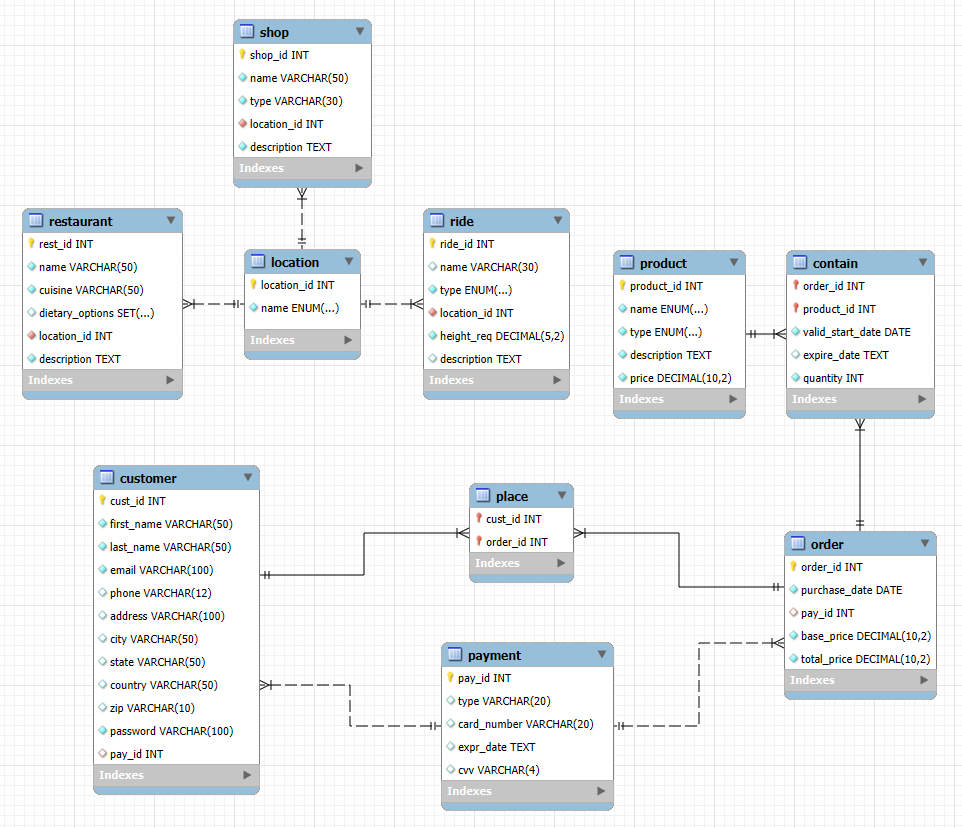 shop
shop_id INT
name VARCHAR(50)
type VARCHAR(30)
location_id INT
description TEXT
Indexes
restaurant
rest_id INT
name VARCHAR(50)
cuisine VARCHAR(50)
dietary_options SET(...)
location_id INT
description TEXT
Indexes
location
location_id INT
name ENUM(...)
Indexes
ride
ride_id INT
name VARCHAR(30)
type ENUM(...)
location_id INT
height_req DECIMAL(5,2)
description TEXT
Indexes
product
product_id INT
name ENUM(...)
type ENUM(...)
description TEXT
price DECIMAL(10,2)
Indexes
contain
order_id INT
product_id INT
valid_start_date DATE
expire_date TEXT
quantity INT
Indexes
customer
cust_id INT
first_name VARCHAR(50)
last_name VARCHAR(50)
email VARCHAR(100)
phone VARCHAR(12)
address VARCHAR(100)
city VARCHAR(50)
state VARCHAR(50)
country VARCHAR(50)
zip VARCHAR(10)
password VARCHAR(100)
pay_id INT
Indexes
place
cust_id INT
order_id INT
Indexes
payment
pay_id INT
type VARCHAR(20)
card_number VARCHAR(20)
expr_date TEXT
cvv VARCHAR(4)
Indexes
order
order_id INT
purchase_date DATE
pay_id INT
base_price DECIMAL(10,2)
total_price DECIMAL(10,2)
Indexes